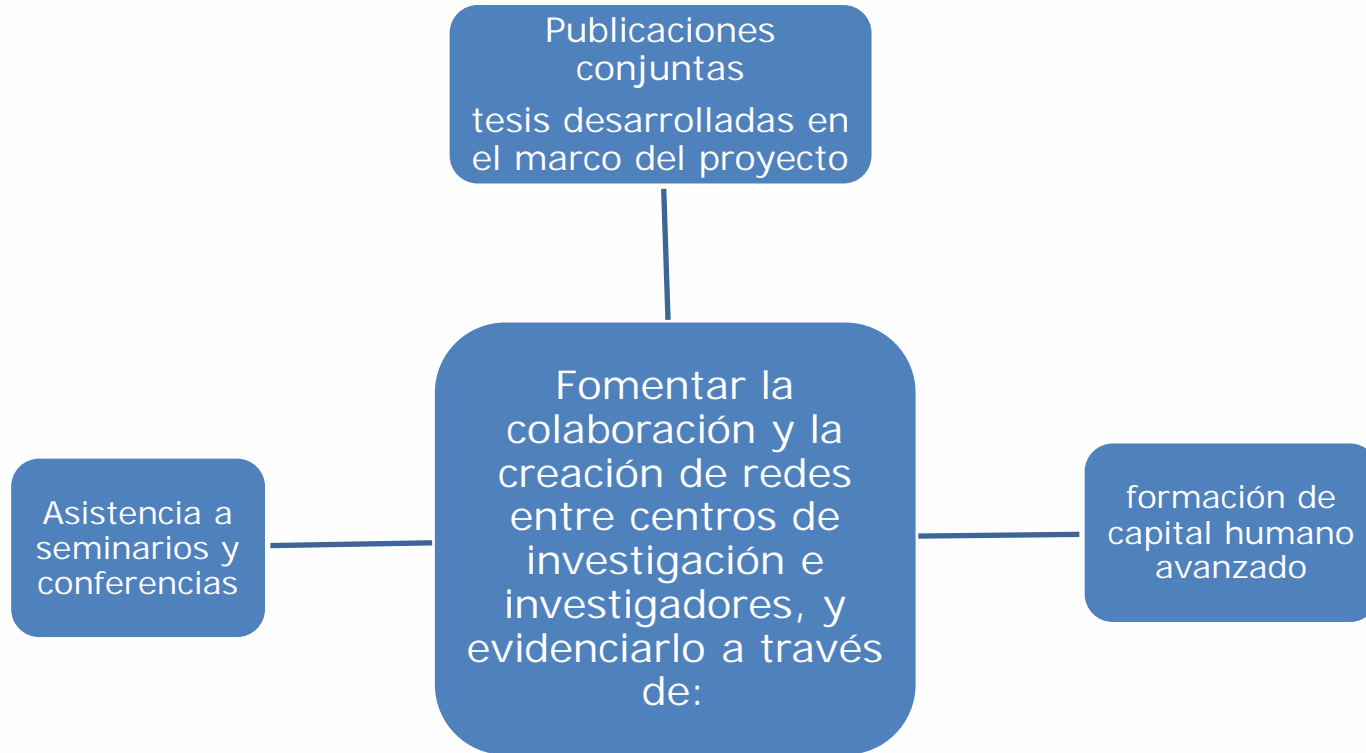 Publicaciones
conjuntas
tesis desarrolladas en
el marco del proyecto
Fomentar la
colaboración y la
creación de redes
entre centros de
investigación e
investigadores, y
evidenciarlo a través
de:
Asistencia a
seminarios y
conferencias
formación de
capital humano
avanzado